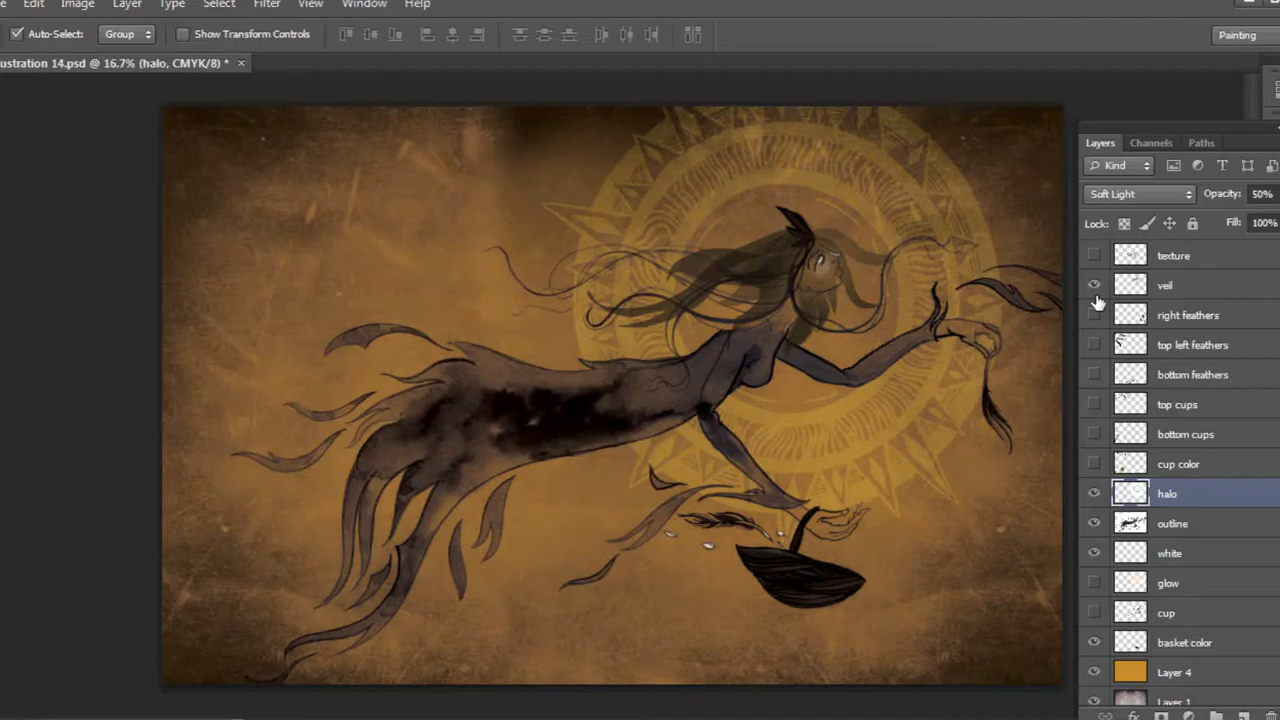 e Edit Image Layer Type Select Filter View Window Help
Auto-Select: Group Show Transform Controls Painting
ustration 14.psd @ 16.7% (halo, CMYK/8) * ×
Layers Channels Paths
Kind T
Soft Light Opacity: 50%
Lock: Fill: 100%
texture
veil
right feathers
top left feathers
bottom feathers
top cups
bottom cups
cup color
halo
outline
white
glow
cup
basket color
Layer 4
Layer 1
fx